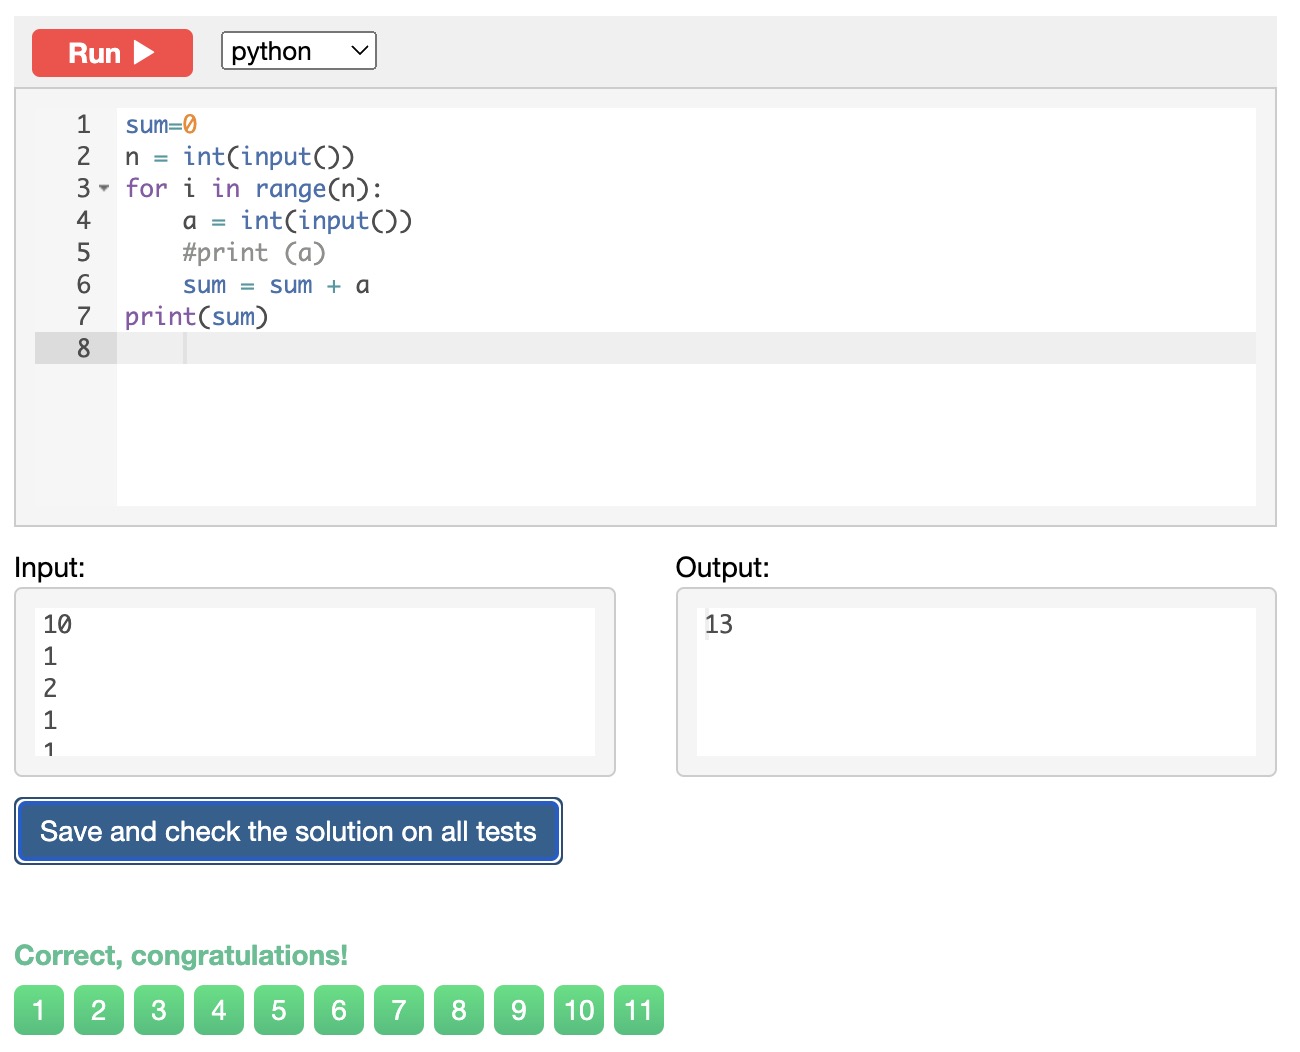 Run
python
1 sum=0
2 n = int(input())
3 for i in range(n):
4     a = int(input())
5     #print (a)
6     sum = sum + a
7 print(sum)
8
Input:
10
1
2
1
1
Output:
13
Save and check the solution on all tests
Correct, congratulations!
1 2 3 4 5 6 7 8 9 10 11